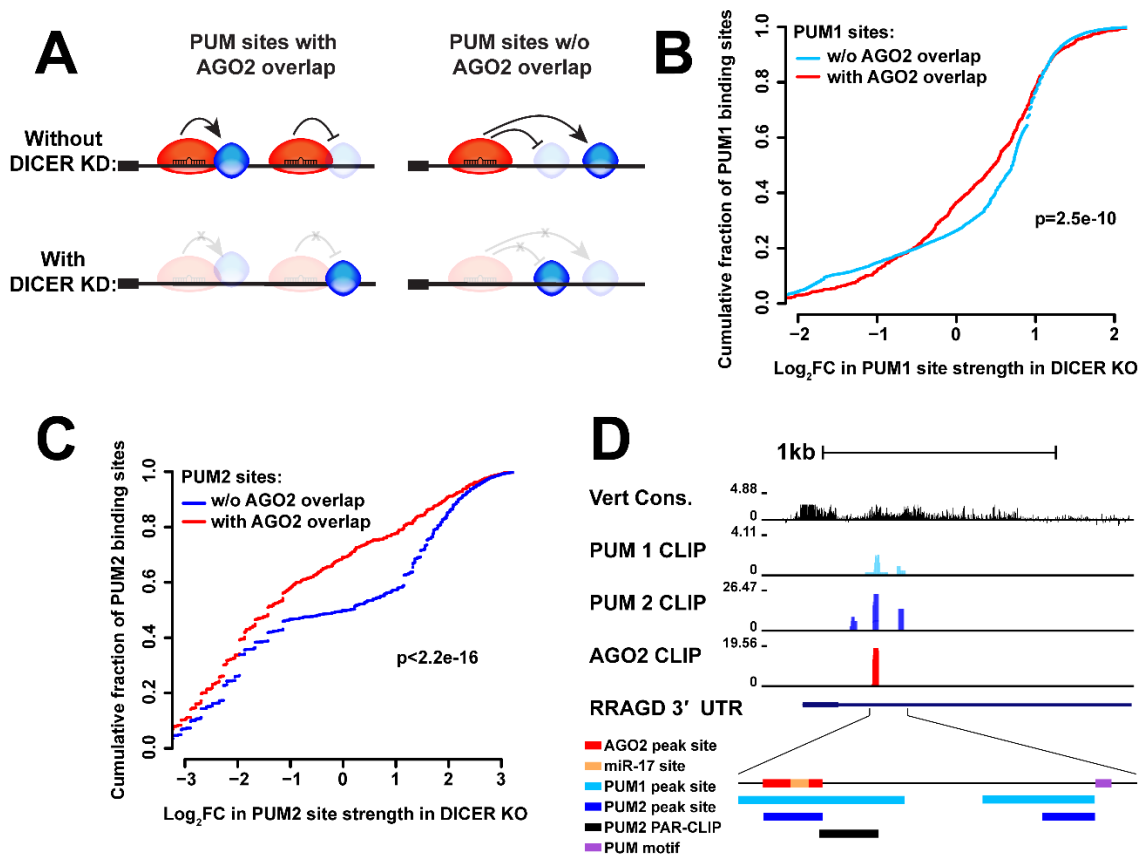 A
PUM sites with
AGO2 overlap
PUM sites w/o
AGO2 overlap
Without
DICER KD:
With
DICER KD:
B
PUM1 sites:
w/o AGO2 overlap
with AGO2 overlap
p=2.5e-10
Cumulative fraction of PUM1 binding sites
0.0 0.2 0.4 0.6 0.8 1.0
−2 −1 0 1 2
Log2FC in PUM1 site strength in DICER KO
C
PUM2 sites:
w/o AGO2 overlap
with AGO2 overlap
p<2.2e-16
Cumulative fraction of PUM2 binding sites
0.0 0.2 0.4 0.6 0.8 1.0
−3 −2 −1 0 1 2 3
Log2FC in PUM2 site strength in DICER KO
D
1kb
Vert Cons.
4.88
0
PUM 1 CLIP
4.11
0
PUM 2 CLIP
26.47
0
AGO2 CLIP
19.56
0
RRAGD 3′ UTR
AGO2 peak site
miR-17 site
PUM1 peak site
PUM2 peak site
PUM2 PAR-CLIP
PUM motif